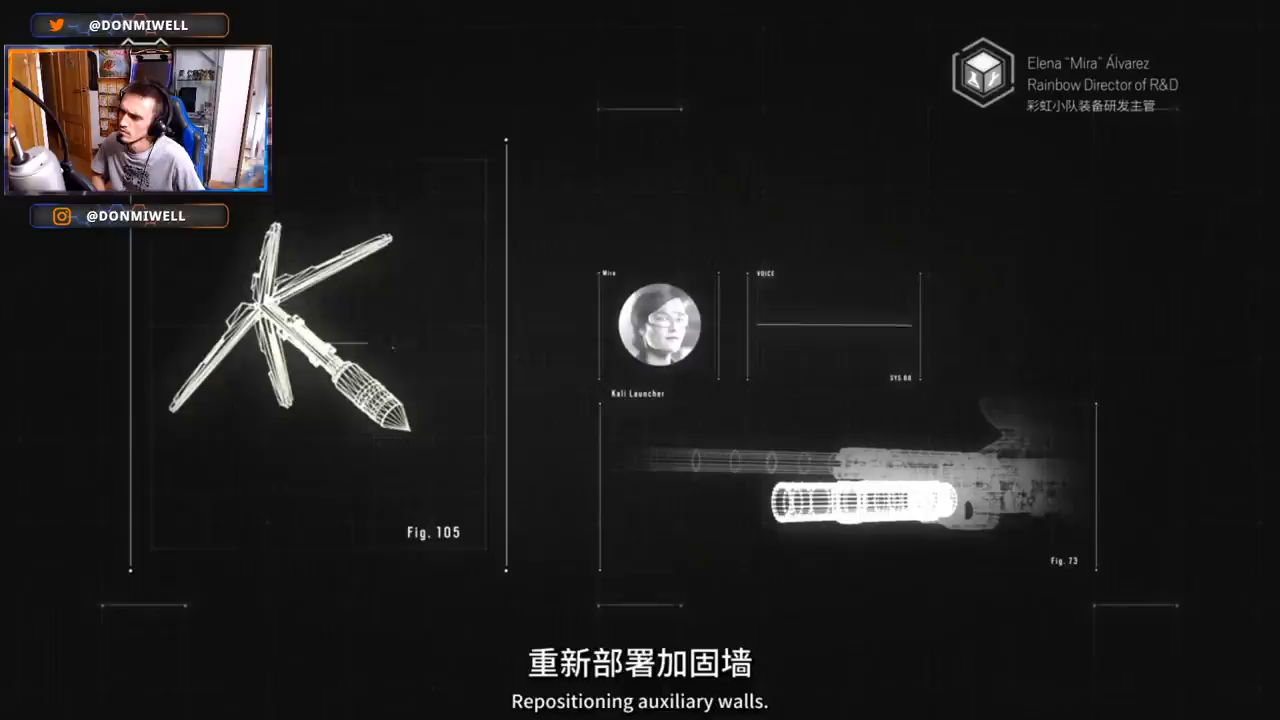 @DONMIWELL
Elena "Mira" Álvarez
Rainbow Director of R&D
彩虹小队装备研发主管
@DONMIWELL
Mira
VOICE
SYS 88
Kali Launcher
Fig. 105
Fig. 73
重新部署加固墙
Repositioning auxiliary walls.